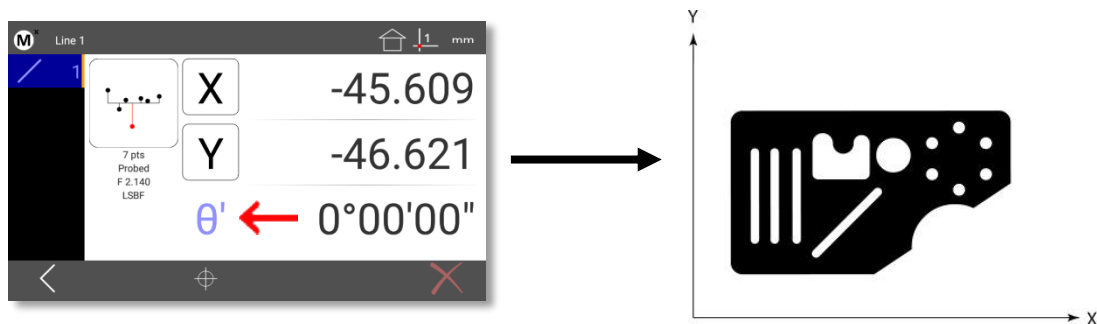 M× Line 1 1 mm
1
X -45.609
Y -46.621
θ' 0°00'00"
7 pts
Probed
F 2.140
LSBF
Y
X